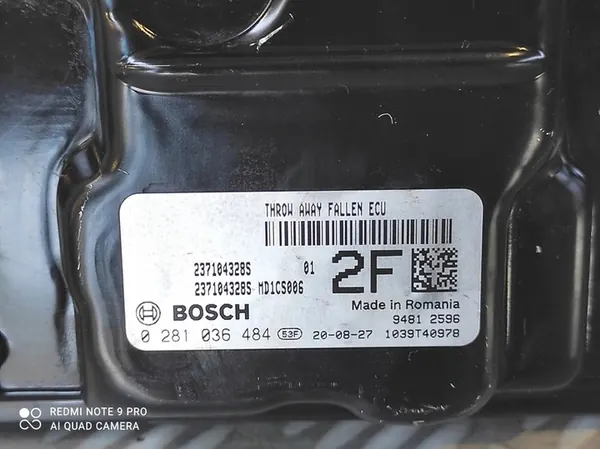 THROW AWAY FALLEN ECU
237104328S 01
237104328S MD1CS006
2F
BOSCH
Made in Romania
9481 2596
0 281 036 484 53F 20-08-27 1039T40978
REDMI NOTE 9 PRO
AI QUAD CAMERA